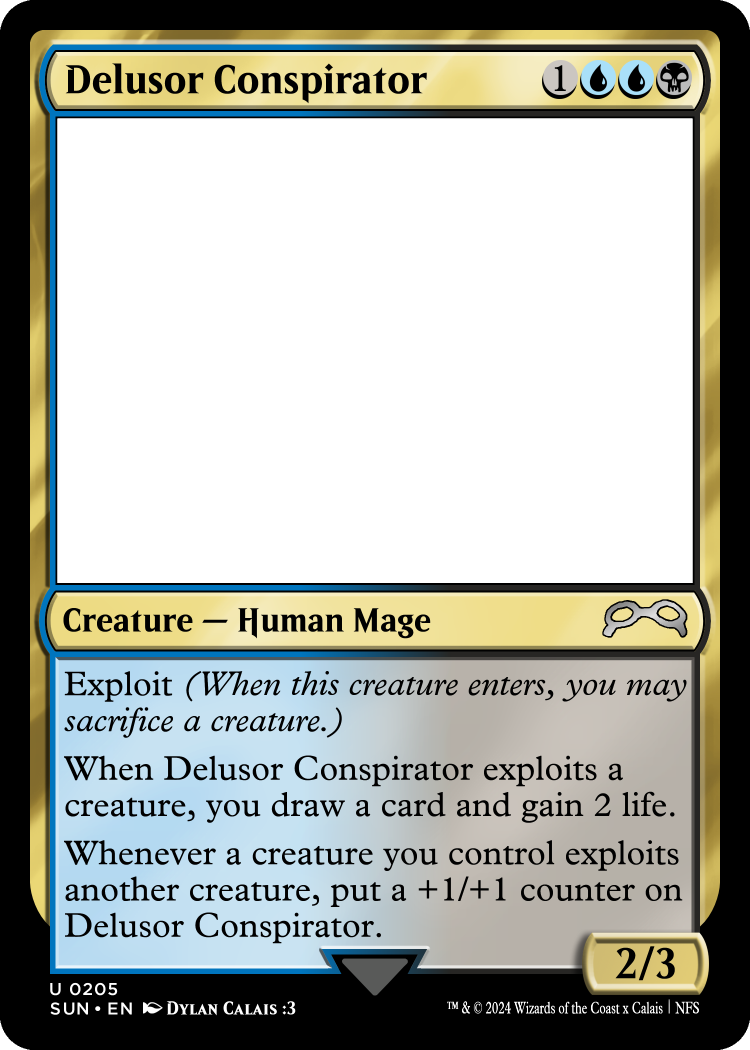 Delusor Conspirator 1
Creature — Human Mage
Exploit (When this creature enters, you may
sacrifice a creature.)
When Delusor Conspirator exploits a
creature, you draw a card and gain 2 life.
Whenever a creature you control exploits
another creature, put a +1/+1 counter on
Delusor Conspirator.
2/3
U 0205
SUN • EN Dylan Calais :3
™ & © 2024 Wizards of the Coast x Calais | NFS